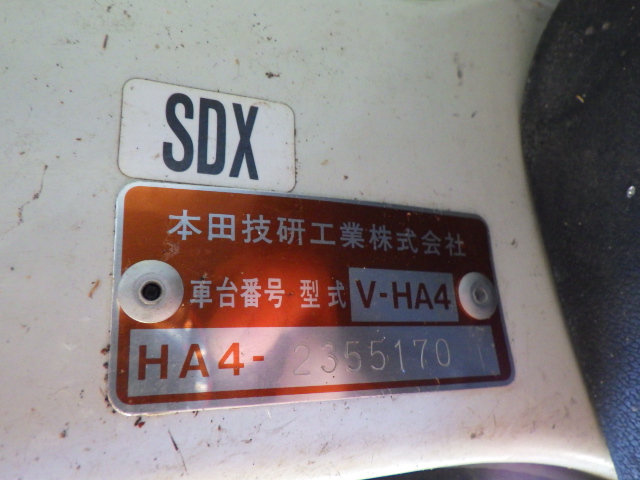 SDX
本田技研工業株式会社
車台番号 型式 V-HA4
HA4- 2355170